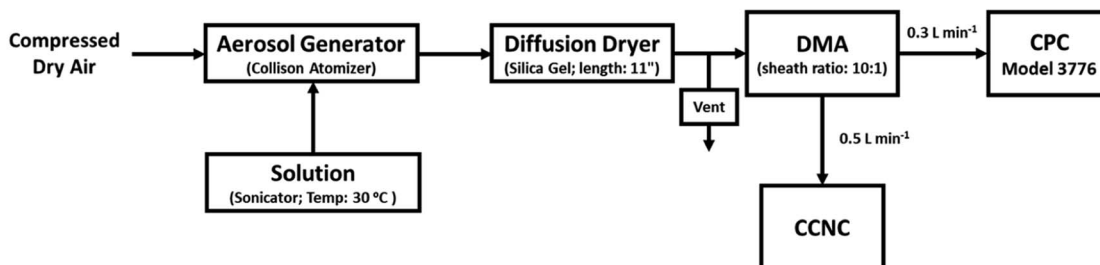 Compressed
Dry Air
Aerosol Generator
(Collison Atomizer)
Diffusion Dryer
(Silica Gel; length: 11")
Vent
DMA
(sheath ratio: 10:1)
0.3 L min⁻¹
CPC
Model 3776
0.5 L min⁻¹
Solution
(Sonicator; Temp: 30 ºC )
CCNC